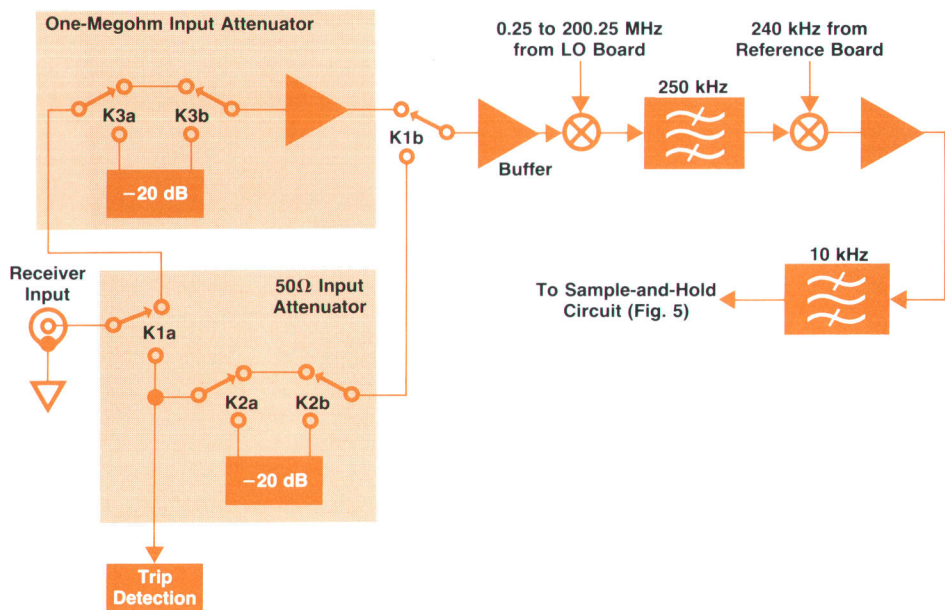 One-Megohm Input Attenuator
K3a
K3b
−20 dB
K1b
0.25 to 200.25 MHz
from LO Board
240 kHz from
Reference Board
250 kHz
Buffer
Receiver
Input
50Ω Input
Attenuator
K1a
K2a
K2b
−20 dB
Trip
Detection
10 kHz
To Sample-and-Hold
Circuit (Fig. 5)